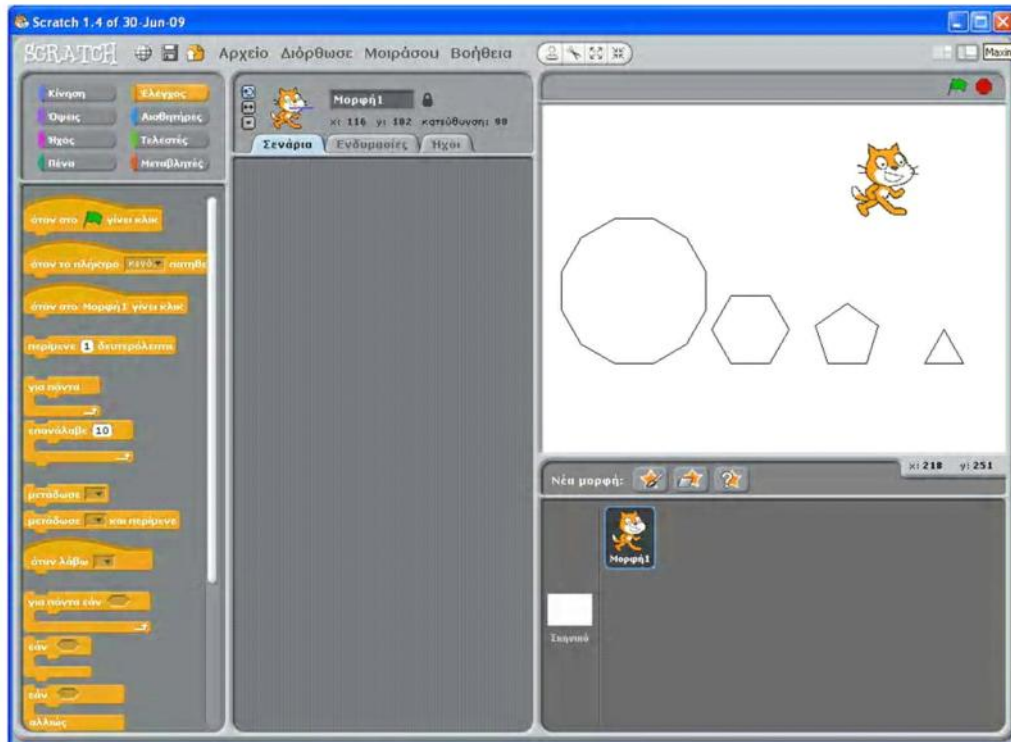 Scratch 1.4 of 30-Jun-09
SCRATCH Αρχείο Διόρθωσε Μοιράσου Βοήθεια
Κίνηση Έλεγχος
Όψεις Αισθητήρες
Ήχος Τελεστές
Πένα Μεταβλητές
όταν στο γίνει κλικ
όταν το πλήκτρο κενό πατηθε
όταν στο Μορφή1 γίνει κλικ
περίμενε 1 δευτερόλεπτα
για πάντα
επανάλαβε 10
μετάδωσε
μετάδωσε και περίμενε
όταν λάβω
για πάντα εάν
εάν
εάν
αλλιώς
Μορφή1
x: 116 y: 102 κατεύθυνση: 90
Σενάρια Ενδυμασίες Ήχοι
Maxim
x: 218 y: 251
Νέα μορφή:
Μορφή1
Σκηνικό